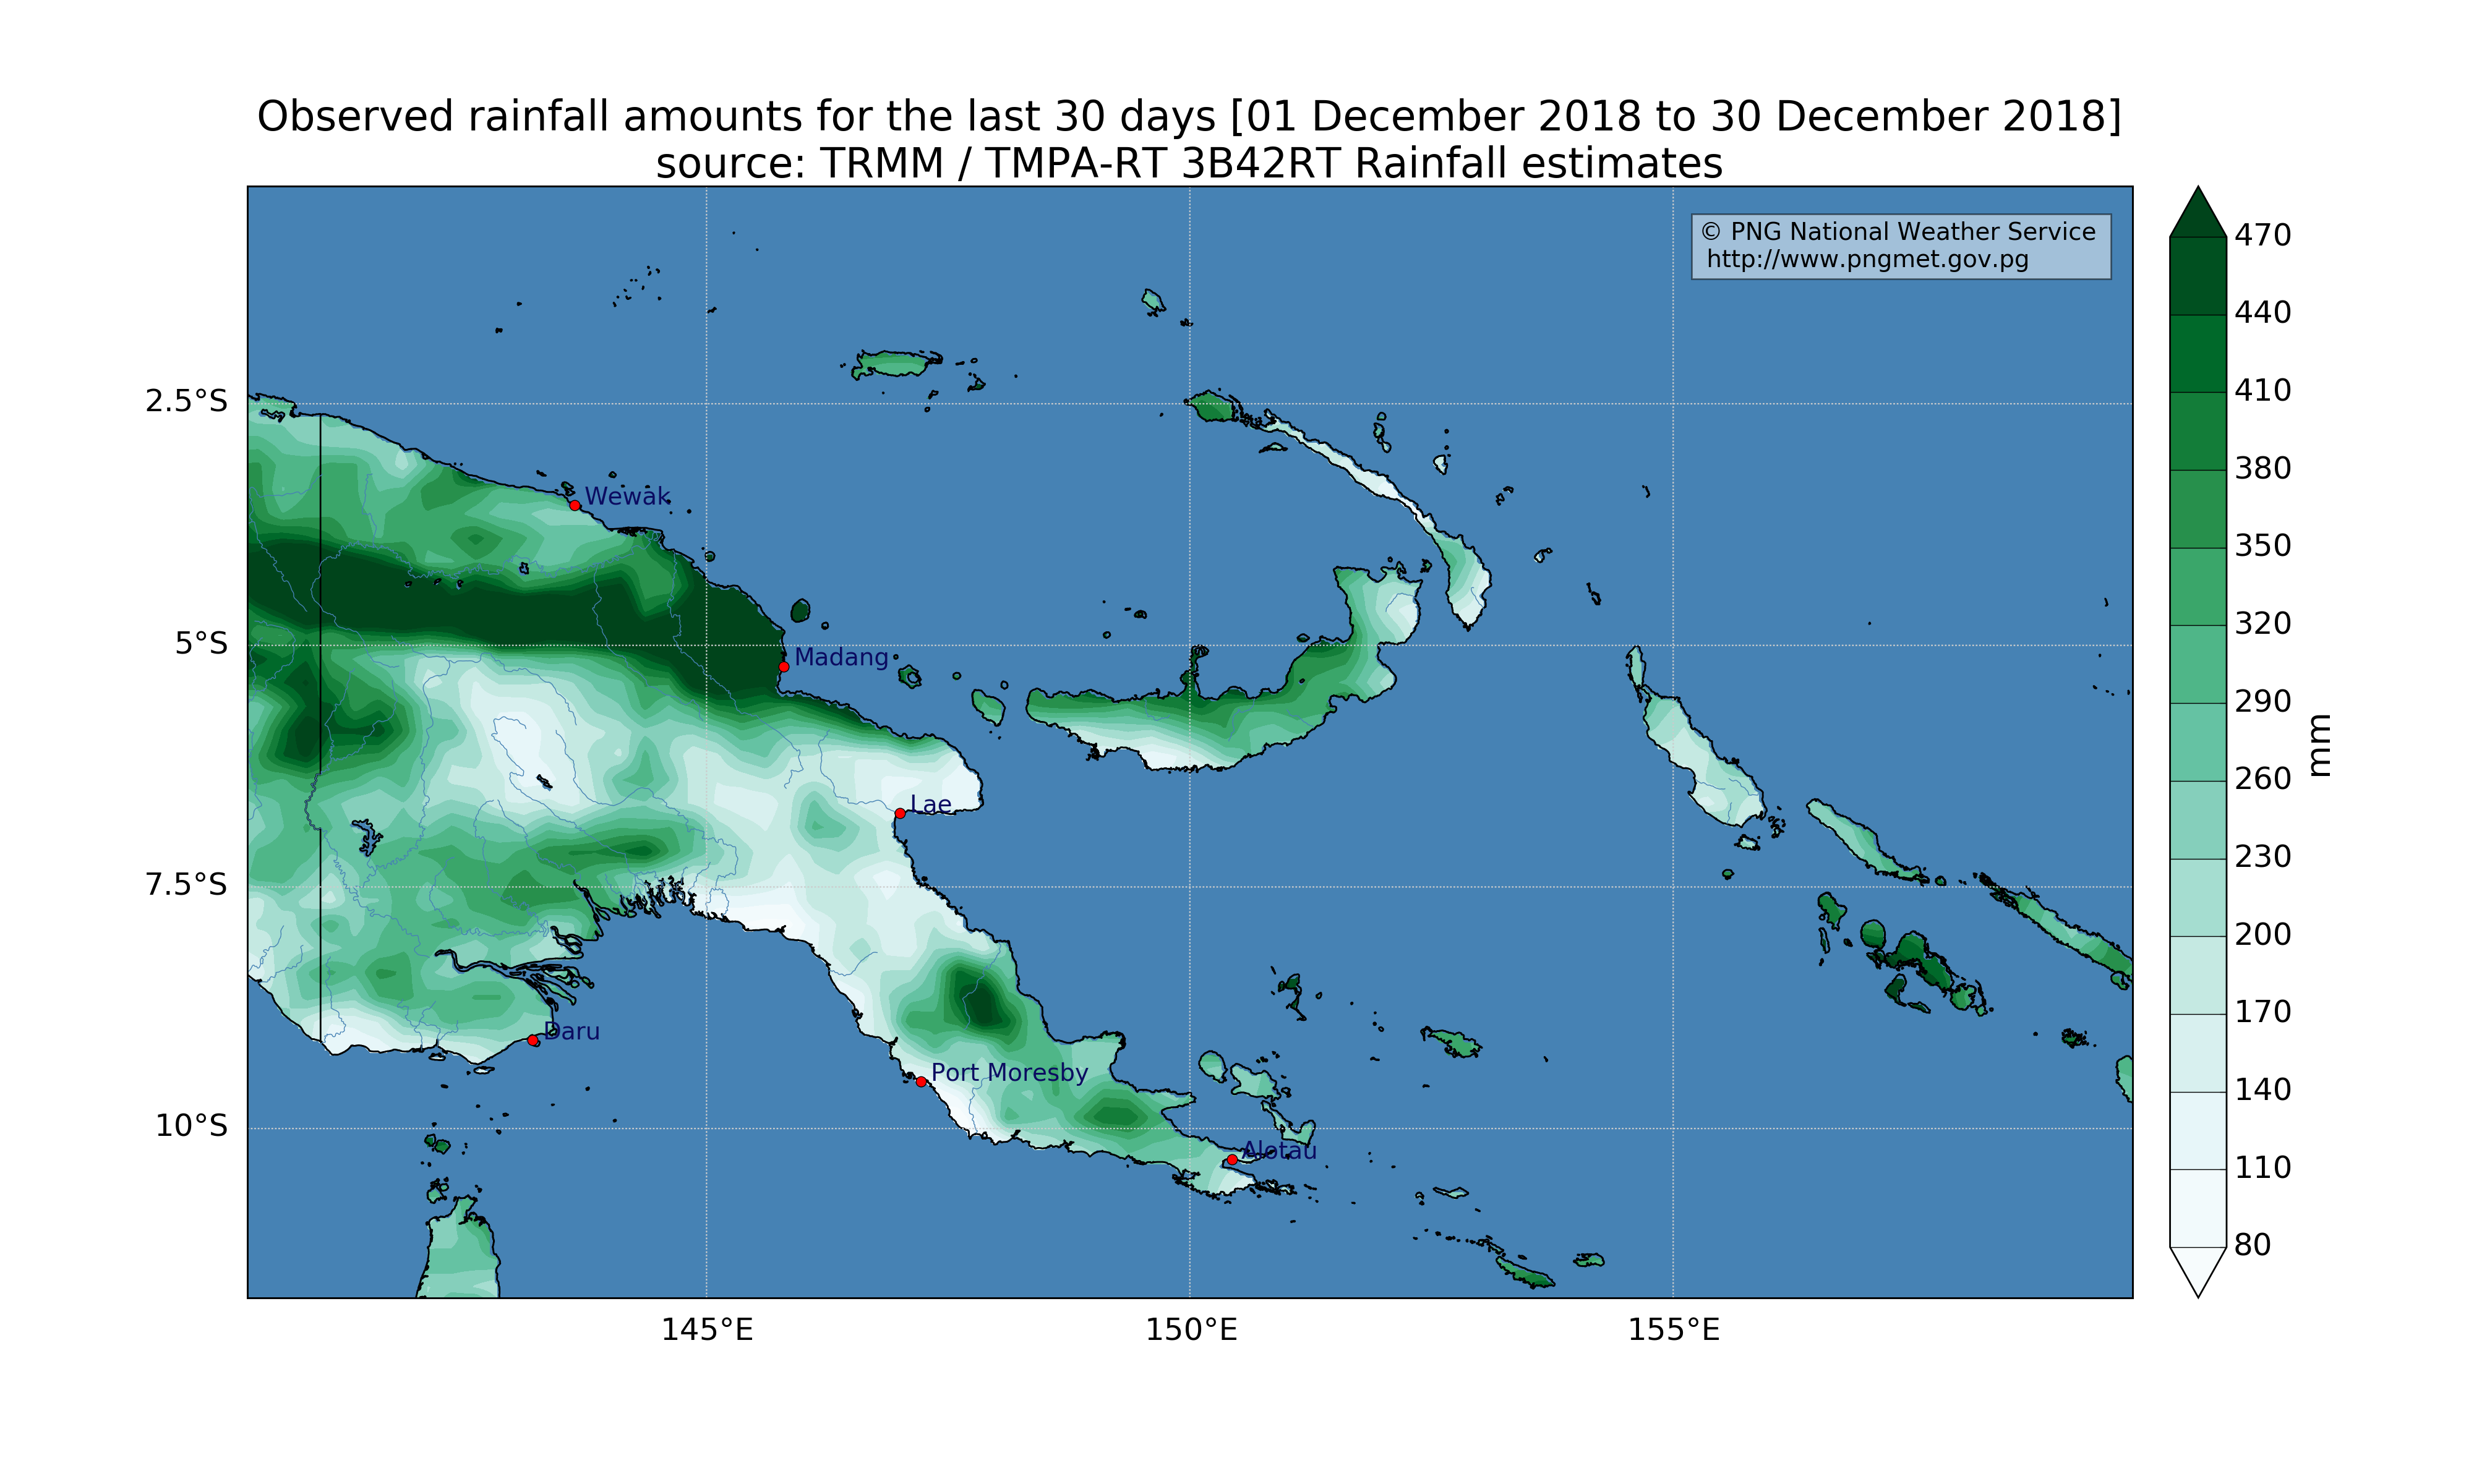 Observed rainfall amounts for the last 30 days [01 December 2018 to 30 December 2018]
source: TRMM / TMPA-RT 3B42RT Rainfall estimates
© PNG National Weather Service
http://www.pngmet.gov.pg
470
440
410
380
350
320
290
260
230
200
170
140
110
80
mm
2.5°S
5°S
7.5°S
10°S
Wewak
Madang
Lae
Daru
Port Moresby
Alotau
145°E
150°E
155°E